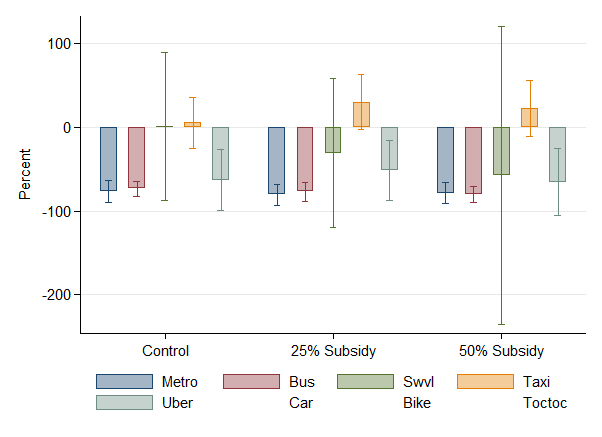 100
0
-100
-200
Percent
Control 25% Subsidy 50% Subsidy
Metro Bus Swvl Taxi
Uber Car Bike Toctoc